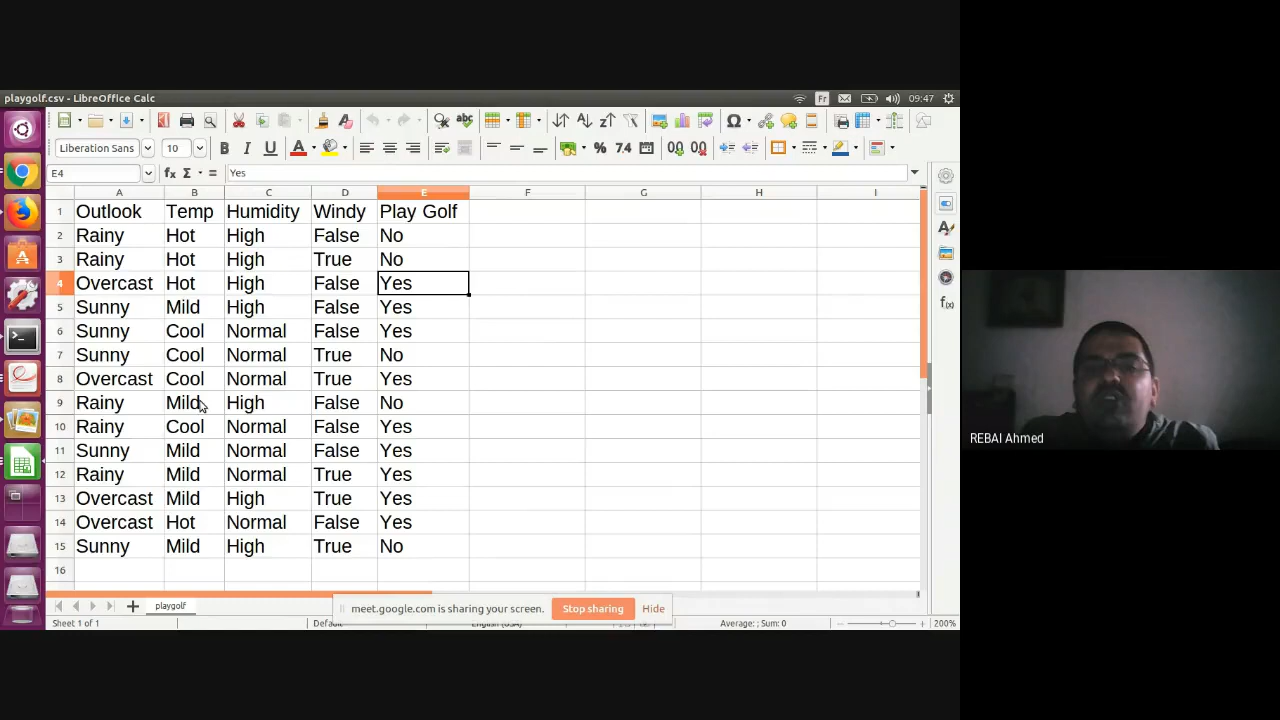 playgolf.csv - LibreOffice Calc
Fr
09:47
Liberation Sans
10
7.4
E4
Yes
A B C D E F G H I
1 Outlook Temp Humidity Windy Play Golf
2 Rainy Hot High False No
3 Rainy Hot High True No
4 Overcast Hot High False Yes
5 Sunny Mild High False Yes
6 Sunny Cool Normal False Yes
7 Sunny Cool Normal True No
8 Overcast Cool Normal True Yes
9 Rainy Mild High False No
10 Rainy Cool Normal False Yes
11 Sunny Mild Normal False Yes
12 Rainy Mild Normal True Yes
13 Overcast Mild High True Yes
14 Overcast Hot Normal False Yes
15 Sunny Mild High True No
16
playgolf
meet.google.com is sharing your screen.
Stop sharing
Hide
Sheet 1 of 1
Average: ; Sum: 0
200%
REBAI Ahmed